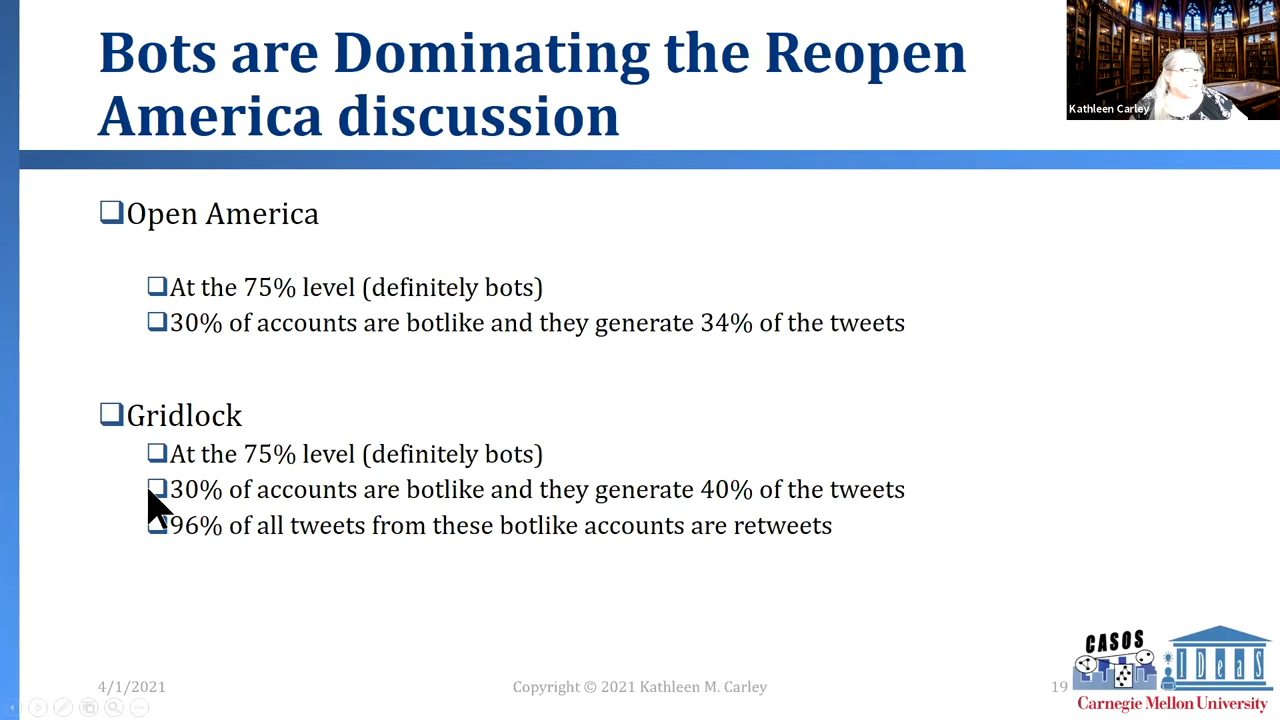 Bots are Dominating the Reopen
America discussion
Kathleen Carley
Open America
At the 75% level (definitely bots)
30% of accounts are botlike and they generate 34% of the tweets
Gridlock
At the 75% level (definitely bots)
30% of accounts are botlike and they generate 40% of the tweets
96% of all tweets from these botlike accounts are retweets
4/1/2021
Copyright © 2021 Kathleen M. Carley
19
CASOS
IDeaS
Carnegie Mellon University